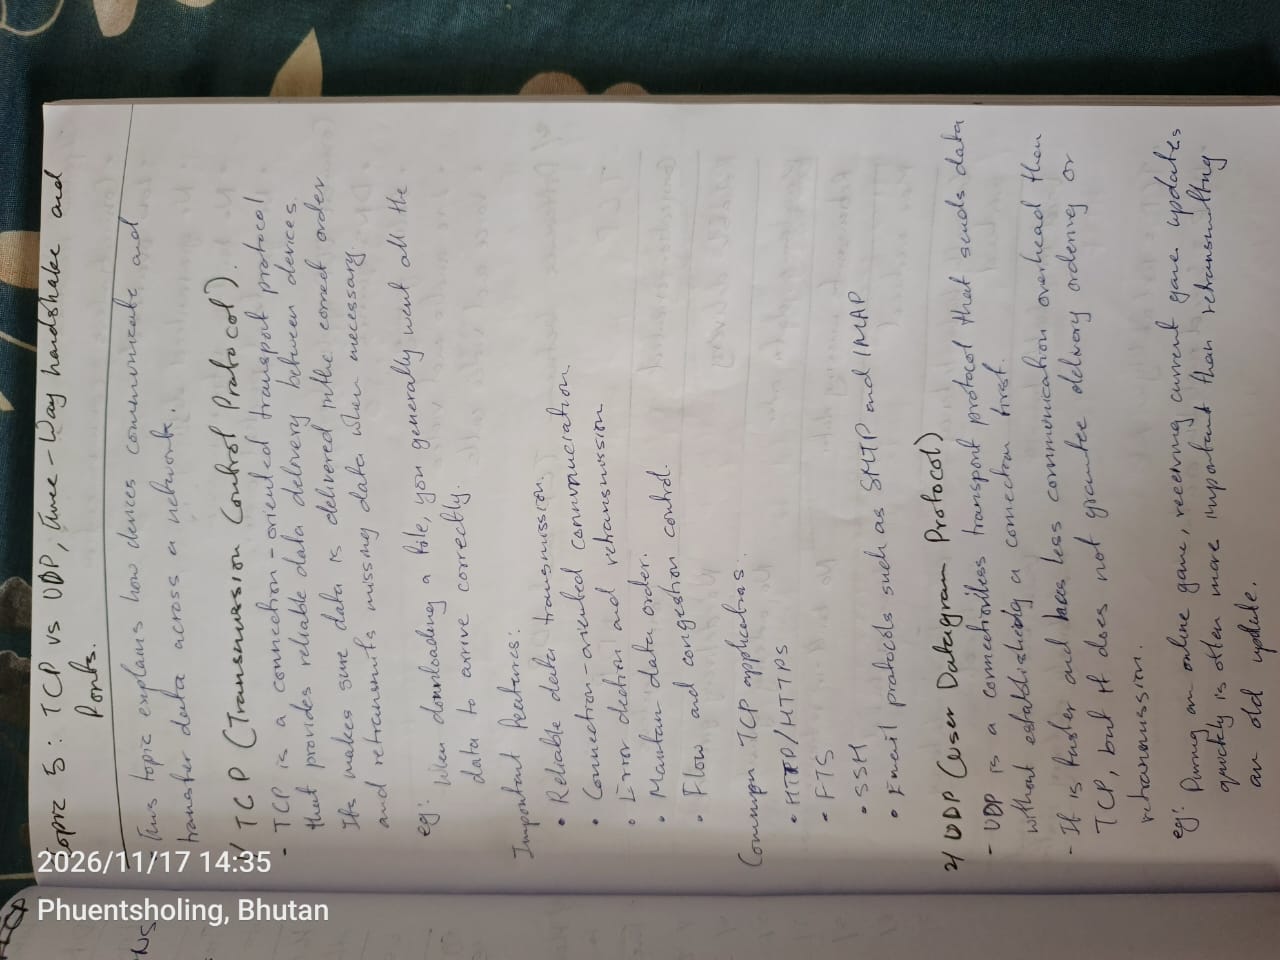 Topic 5: TCP vs UDP, Three-Way handshake and
Ports.
This topic explains how devices communicate and
transfer data across a network.
1/ TCP (Transmission Control Protocol).
- TCP is a connection-oriented transport protocol
that provides reliable data delivery between devices.
It makes sure data is delivered in the correct order
and retransmits missing data when necessary.
eg: When downloading a file, you generally want all the
data to arrive correctly.
Important features:
• Reliable data transmission.
• Connection-oriented communication
• Error dection and retransmission
• Maintain data order.
• Flow and congestion control.
Common TCP applications.
• HTTP/HTTPS
• FTS
• SSH
• Email protocols such as SMTP and IMAP
2/ UDP (User Datagram Protocol)
- UDP is a connectionless transport protocol that sends data
without establishing a connection first.
- It is faster and has less communication overhead than
TCP, but it does not grantee delivery ordering or
retransmission.
eg: During an online game, receiving current game updates
quickly is often more important than retransmitting
an old update.
NS
2026/11/17 14:35
Phuentsholing, Bhutan